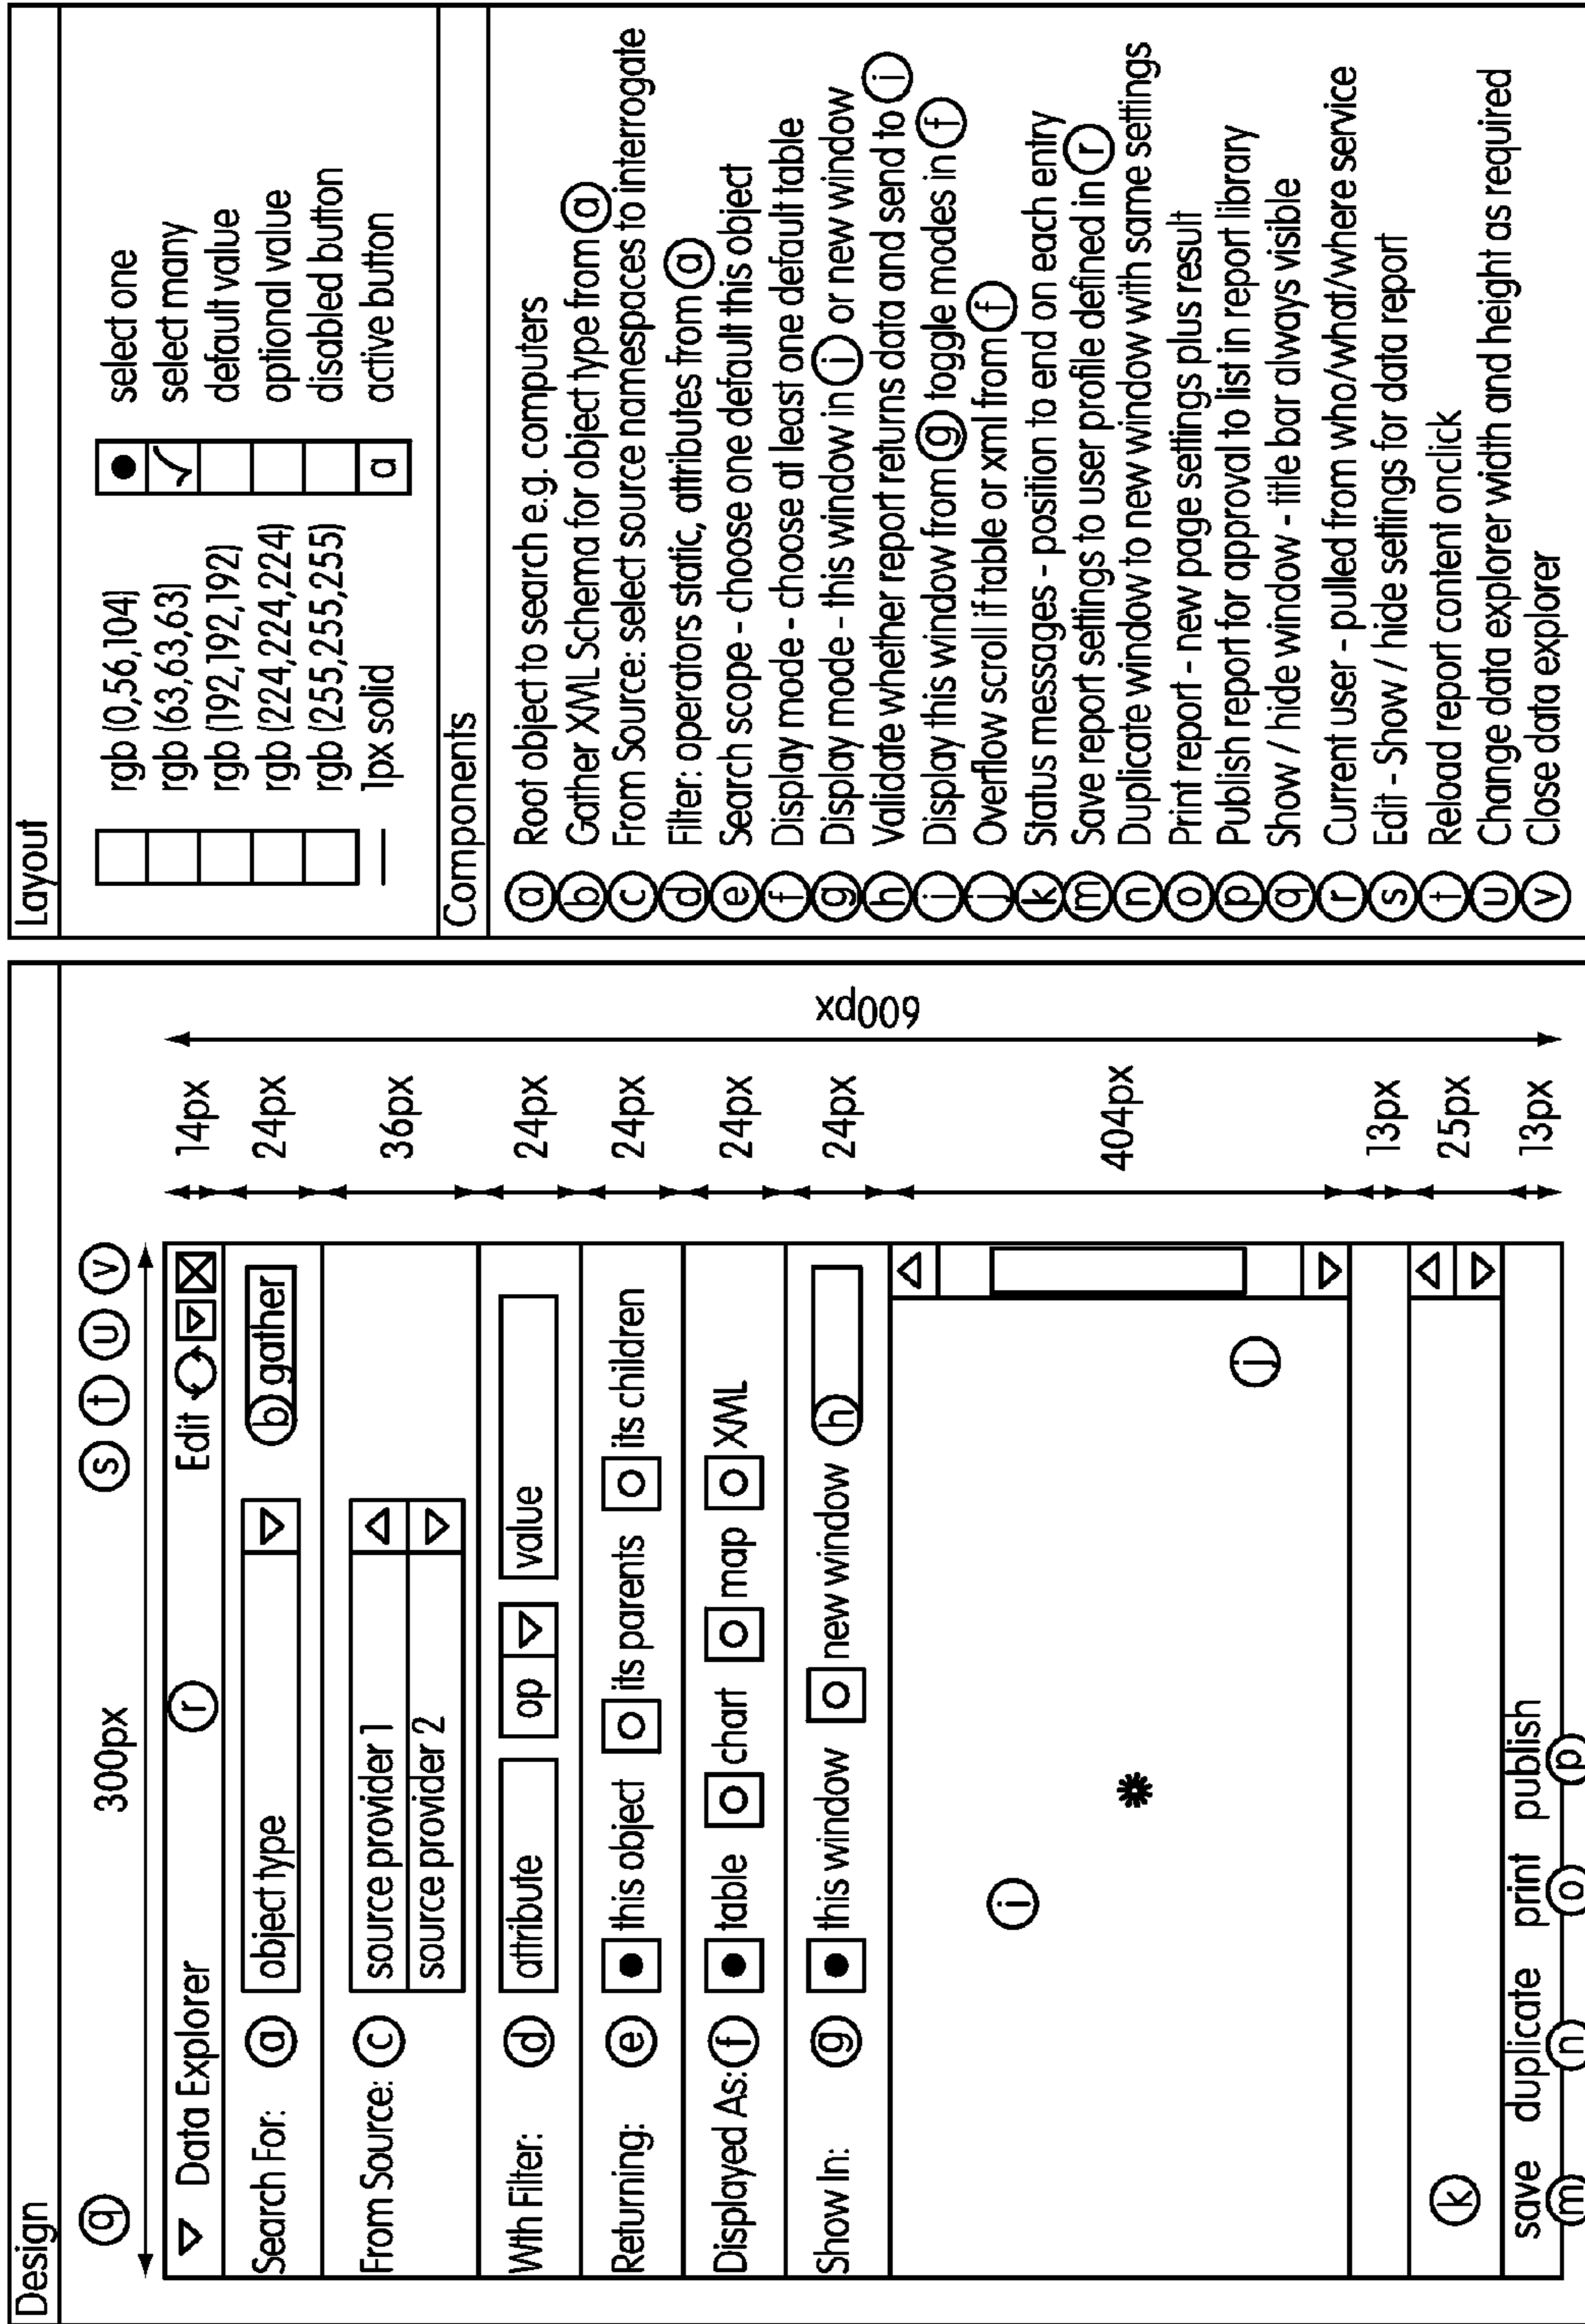 Design
q
300px
s t u v
Data Explorer r Edit
14px
Search For: a object type b gather
24px
From Source: c source provider 1
source provider 2
36px
Wth Filter: d attribute op value
24px
Returning: e this object its parents its children
24px
Displayed As: f table chart map XML
24px
Show In: g this window new window h
24px
i
j
404px
600px
13px
k
25px
save duplicate print publish
m n o p
13px
Layout
rgb (0,56,104) select one
rgb (63,63,63) select many
rgb (192,192,192) default value
rgb (224,224,224) optional value
rgb (255,255,255) disabled button
1px solid a active button
Components
a Root object to search e.g. computers
b Gather XML Schema for object type from a
c From Source: select source namespaces to interrogate
d Filter: operators static, attributes from a
e Search scope - choose one default this object
f Display mode - choose at least one default table
g Display mode - this window in i or new window
h Validate whether report returns data and send to i
i Display this window from g toggle modes in f
j Overflow scroll if table or xml from f
k Status messages - position to end on each entry
m Save report settings to user profile defined in r
n Duplicate window to new window with same settings
o Print report - new page settings plus result
p Publish report for approval to list in report library
q Show / hide window - title bar always visible
r Current user - pulled from who/what/where service
s Edit - Show / hide settings for data report
t Reload report content onclick
u Change data explorer width and height as required
v Close data explorer